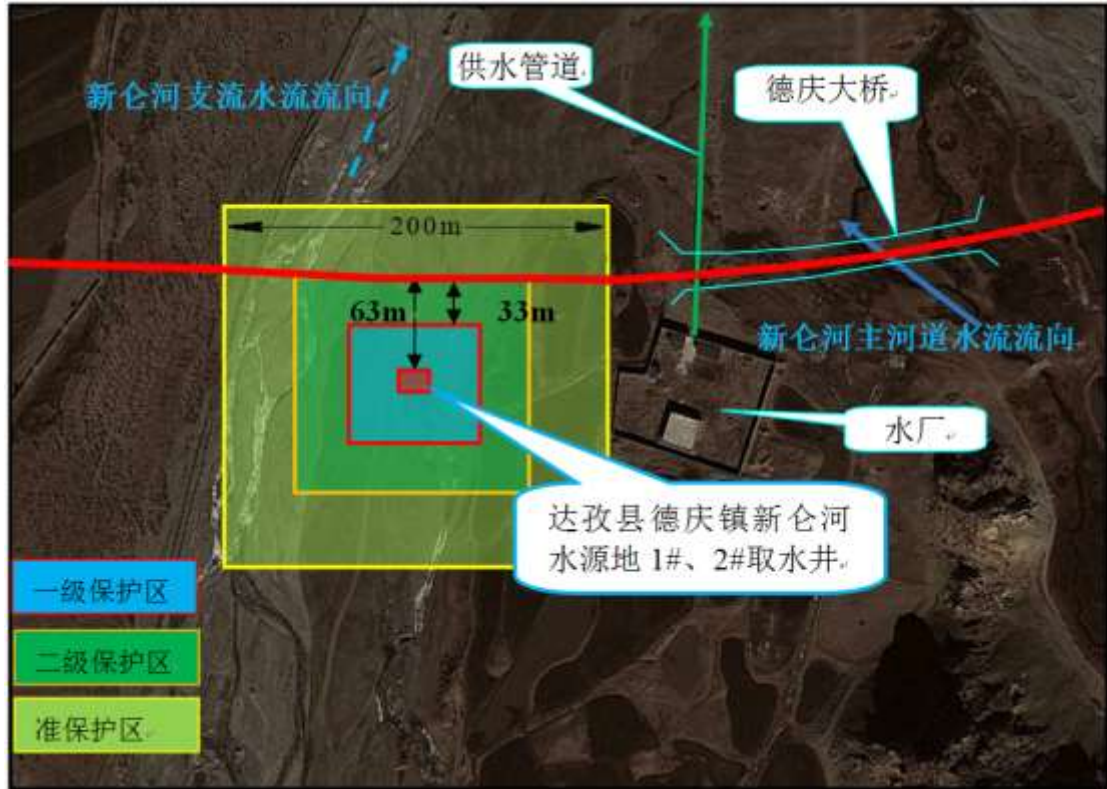 供水管道
德庆大桥
新仑河支流水流流向
200m
63m
33m
新仑河主河道水流流向
水厂
达孜县德庆镇新仑河
水源地 1#、2#取水井
一级保护区
二级保护区
准保护区